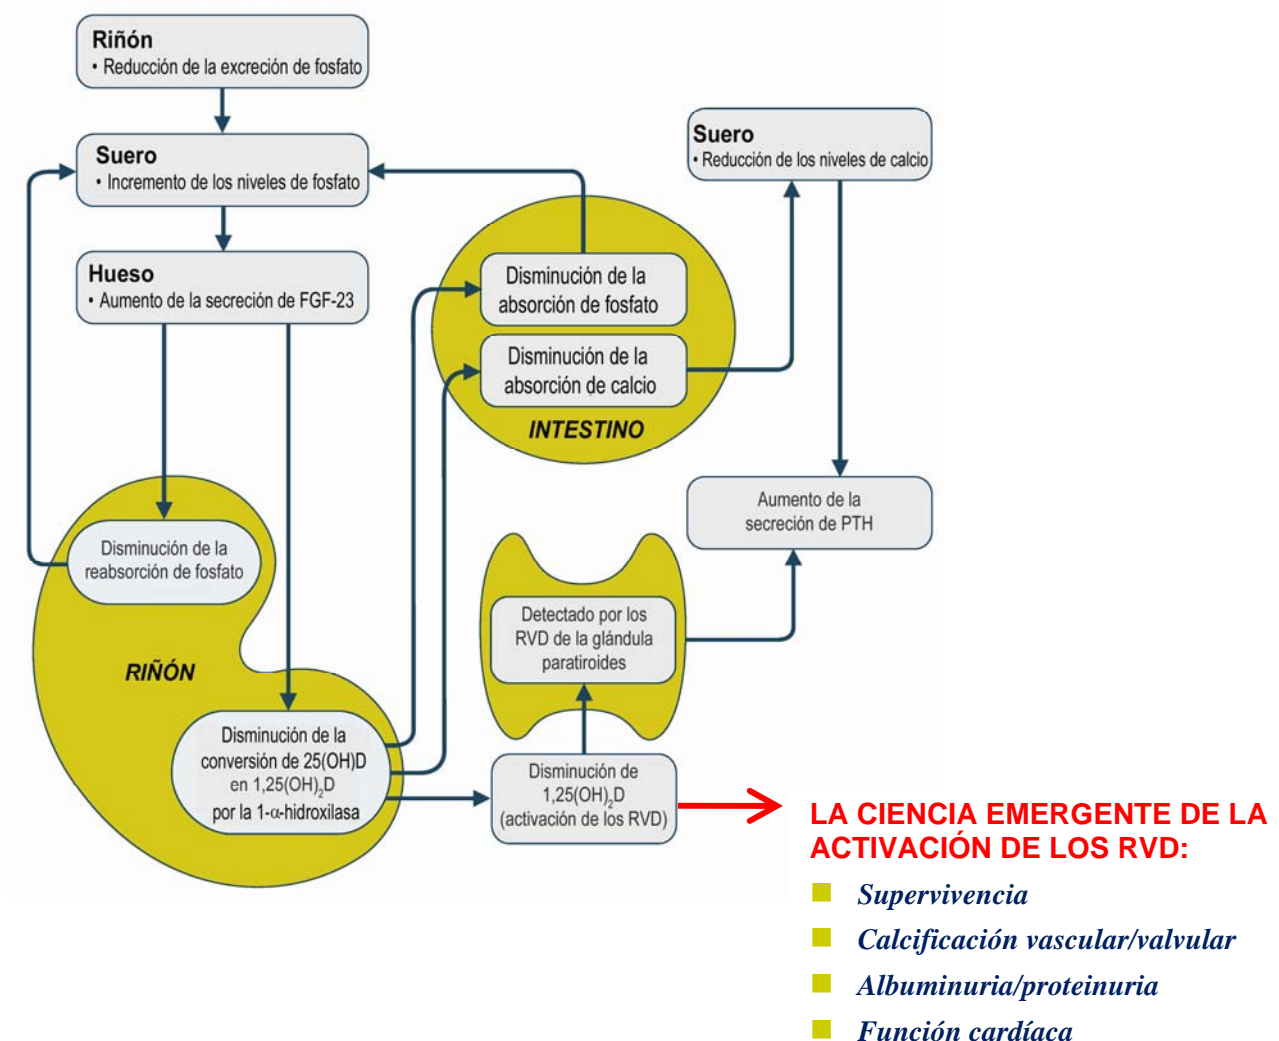 Riñón
• Reducción de la excreción de fosfato
Suero
• Incremento de los niveles de fosfato
Hueso
• Aumento de la secreción de FGF-23
Suero
• Reducción de los niveles de calcio
Disminución de la
absorción de fosfato
Disminución de la
absorción de calcio
INTESTINO
Aumento de la
secreción de PTH
Disminución de la
reabsorción de fosfato
RIÑÓN
Disminución de la
conversión de 25(OH)D
en 1,25(OH)₂D
por la 1-α-hidroxilasa
Detectado por los
RVD de la glándula
paratiroides
Disminución de
1,25(OH)₂D
(activación de los RVD)
LA CIENCIA EMERGENTE DE LA
ACTIVACIÓN DE LOS RVD:
Supervivencia
Calcificación vascular/valvular
Albuminuria/proteinuria
Función cardíaca